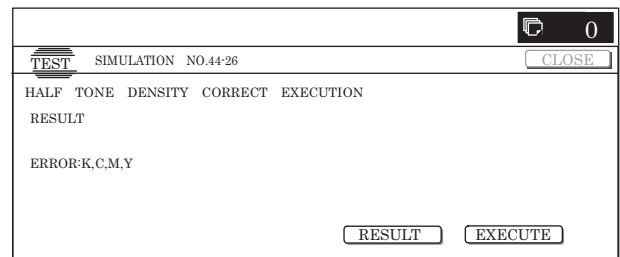 0
TEST SIMULATION NO.44-26 CLOSE
HALF TONE DENSITY CORRECT EXECUTION
RESULT
ERROR:K,C,M,Y
RESULT EXECUTE